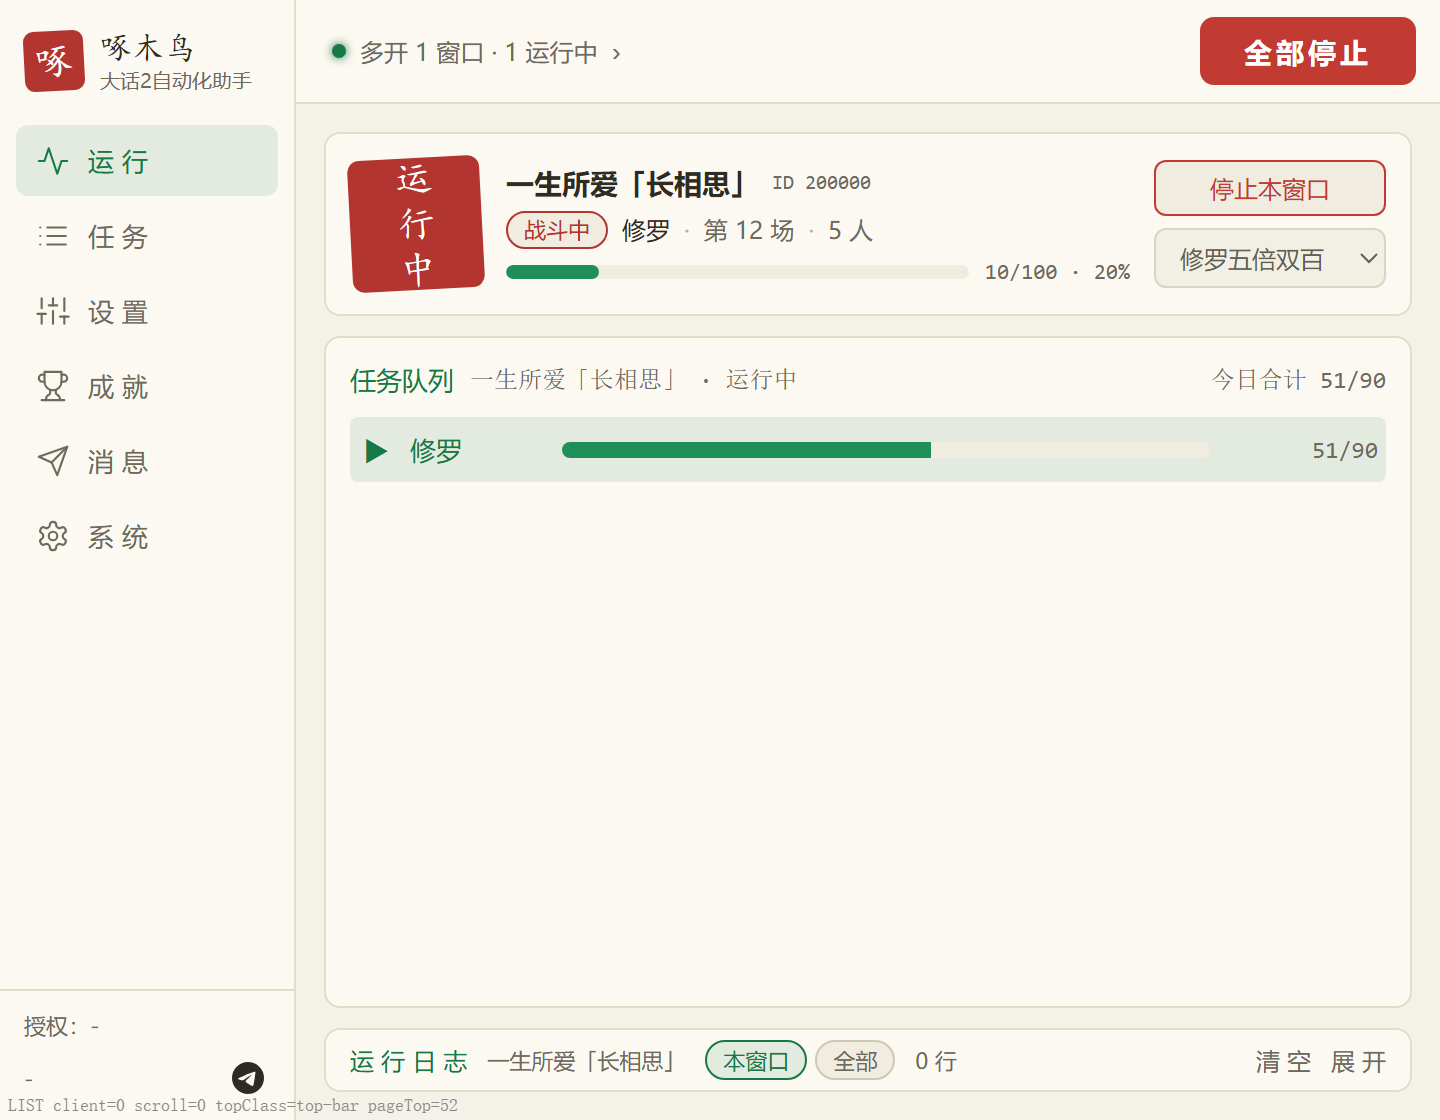 啄
啄木鸟
大话2自动化助手
运行
任务
设置
成就
消息
系统
授权：-
-
多开 1 窗口 · 1 运行中 ›
全部停止
运行中
一生所爱「长相思」 ID 200000
战斗中 修罗 · 第 12 场 · 5 人
10/100 · 20%
停止本窗口
修罗五倍双百
任务队列 一生所爱「长相思」 · 运行中 今日合计 51/90
修罗 51/90
运行日志 一生所爱「长相思」 本窗口 全部 0 行 清空 展开
LIST client=0 scroll=0 topClass=top-bar pageTop=52